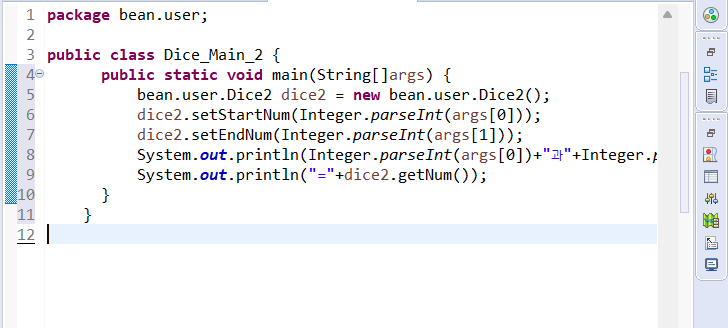 1 package bean.user;
2
3 public class Dice_Main_2 {
4 public static void main(String[]args) {
5 bean.user.Dice2 dice2 = new bean.user.Dice2();
6 dice2.setStartNum(Integer.parseInt(args[0]));
7 dice2.setEndNum(Integer.parseInt(args[1]));
8 System.out.println(Integer.parseInt(args[0])+"과"+Integer.
9 System.out.println("="+dice2.getNum());
10 }
11 }
12